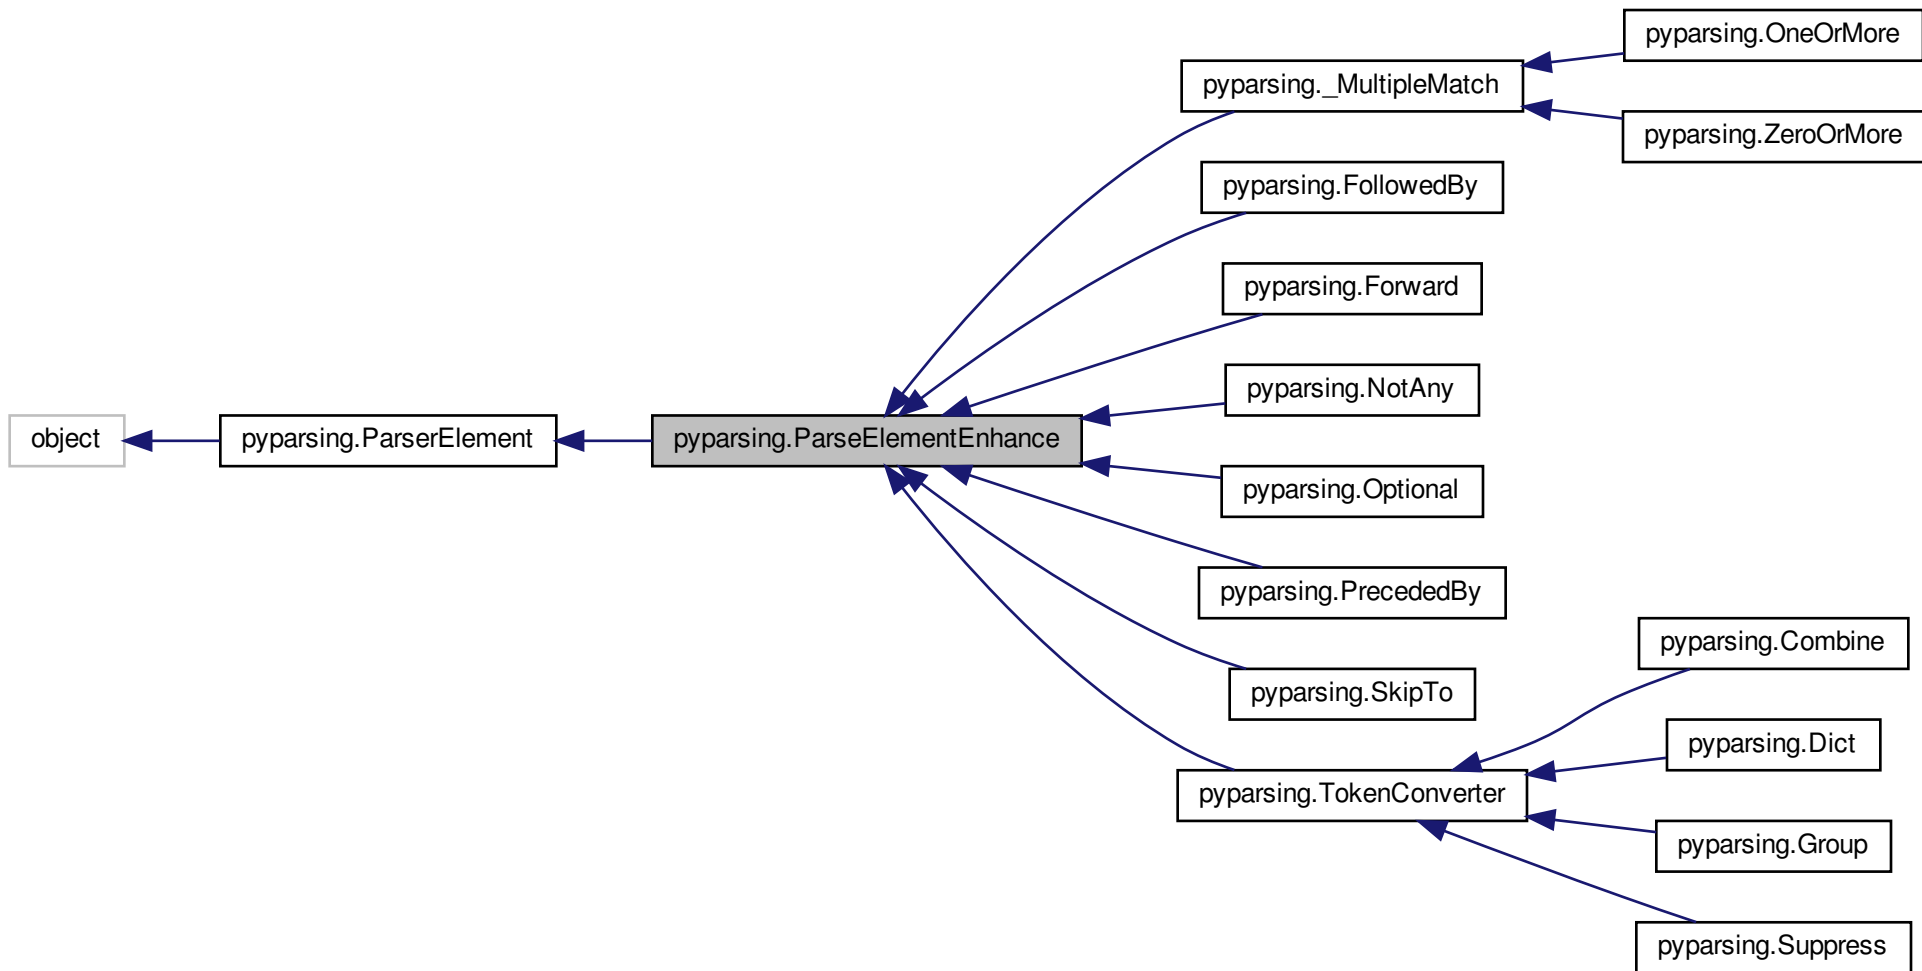 object
pyparsing.ParserElement
pyparsing.ParseElementEnhance
pyparsing._MultipleMatch
pyparsing.OneOrMore
pyparsing.ZeroOrMore
pyparsing.FollowedBy
pyparsing.Forward
pyparsing.NotAny
pyparsing.Optional
pyparsing.PrecededBy
pyparsing.SkipTo
pyparsing.TokenConverter
pyparsing.Combine
pyparsing.Dict
pyparsing.Group
pyparsing.Suppress